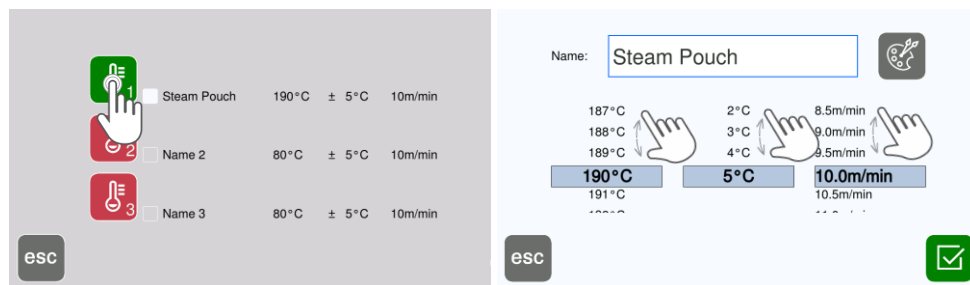 1 Steam Pouch 190°C ± 5°C 10m/min
2 Name 2 80°C ± 5°C 10m/min
3 Name 3 80°C ± 5°C 10m/min
esc
Name: Steam Pouch
187°C 2°C 8.5m/min
188°C 3°C 9.0m/min
189°C 4°C 9.5m/min
190°C 5°C 10.0m/min
191°C 10.5m/min
esc